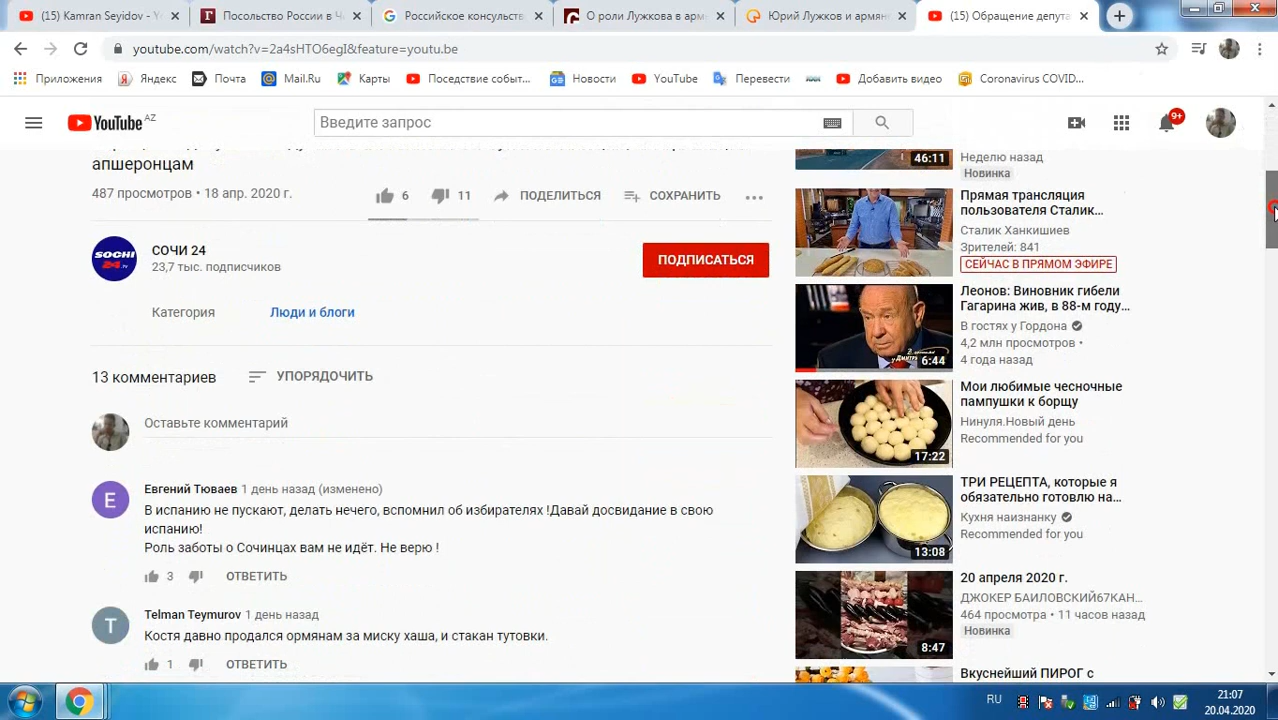 (15) Kamran Seyidov - Y
Посольство России в Ч
Российское консульст
О роли Лужкова в арм
Юрий Лужков и армян
(15) Обращение депута
youtube.com/watch?v=2a4sHTO6egI&feature=youtu.be
Приложения
Яндекс
Почта
Mail.Ru
Карты
Поседствие событ...
Новости
YouTube
Перевести
Добавить видео
Coronavirus COVID...
YouTube AZ
Введите запрос
9+
апшеронцам
487 просмотров • 18 апр. 2020 г.
6
11
ПОДЕЛИТЬСЯ
СОХРАНИТЬ
SOCHI
24.tv
СОЧИ 24
23,7 тыс. подписчиков
ПОДПИСАТЬСЯ
Категория
Люди и блоги
13 комментариев
УПОРЯДОЧИТЬ
Оставьте комментарий
Е
Евгений Тюваев 1 день назад (изменено)
В испанию не пускают, делать нечего, вспомнил об избирателях !Давай досвидание в свою
испанию!
Роль заботы о Сочинцах вам не идёт. Не верю !
3
ОТВЕТИТЬ
T
Telman Teymurov 1 день назад
Костя давно продался ормянам за миску хаша, и стакан тутовки.
1
ОТВЕТИТЬ
46:11
Неделю назад
Новинка
Прямая трансляция
пользователя Сталик...
Сталик Ханкишиев
Зрителей: 841
СЕЙЧАС В ПРЯМОМ ЭФИРЕ
6:44
Леонов: Виновник гибели
Гагарина жив, в 88-м году...
В гостях у Гордона
4,2 млн просмотров •
4 года назад
17:22
Мои любимые чесночные
пампушки к борщу
Нинуля.Новый день
Recommended for you
13:08
ТРИ РЕЦЕПТА, которые я
обязательно готовлю на...
Кухня наизнанку
Recommended for you
8:47
20 апреля 2020 г.
ДЖОКЕР БАИЛОВСКИЙ67КАН...
464 просмотра • 11 часов назад
Новинка
Вкуснейший ПИРОГ с
RU
21:07
20.04.2020